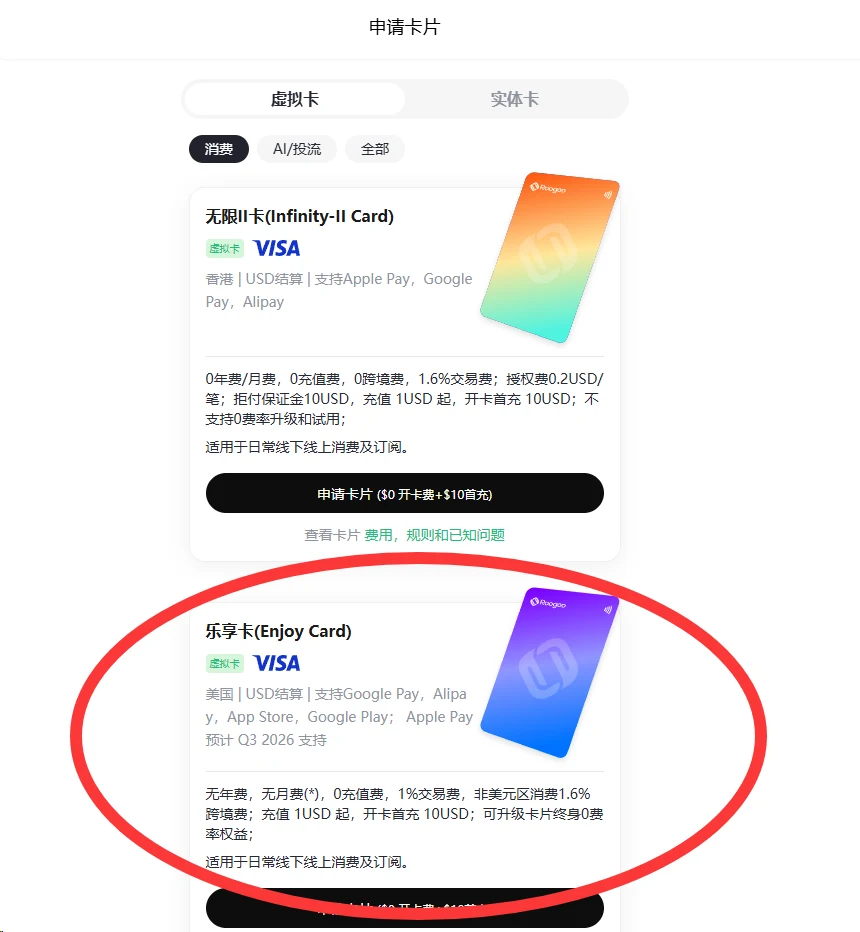 申请卡片
虚拟卡 实体卡
消费 AI/投流 全部
Roogoo
无限II卡(Infinity-II Card)
虚拟卡 VISA
香港 | USD结算 | 支持Apple Pay，Google
Pay，Alipay
0年费/月费，0充值费，0跨境费，1.6%交易费；授权费0.2USD/
笔；拒付保证金10USD，充值 1USD 起，开卡首充 10USD；不
支持0费率升级和试用；
适用于日常线下线上消费及订阅。
申请卡片 ($0 开卡费+$10首充)
查看卡片 费用，规则和已知问题
Roogoo
乐享卡(Enjoy Card)
虚拟卡 VISA
美国 | USD结算 | 支持Google Pay，Alipa
y，App Store，Google Play； Apple Pay
预计 Q3 2026 支持
无年费，无月费(*)，0充值费，1%交易费，非美元区消费1.6%
跨境费；充值 1USD 起，开卡首充 10USD；可升级卡片终身0费
率权益；
适用于日常线下线上消费及订阅。